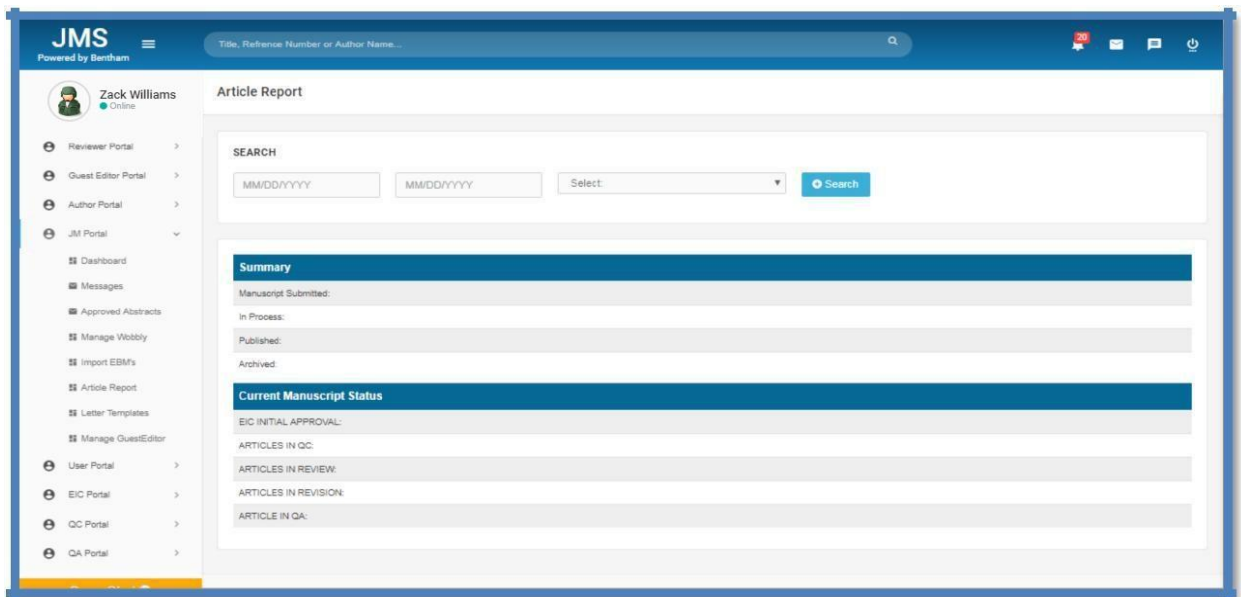 JMS
Powered by Bentham
Title, Refrence Number or Author Name...
20
Zack Williams
Online
Article Report
Reviewer Portal
Guest Editor Portal
Author Portal
JM Portal
Dashboard
Messages
Approved Abstracts
Manage Wobbly
Import EBM's
Article Report
Letter Templates
Manage GuestEditor
User Portal
EIC Portal
QC Portal
QA Portal
SEARCH
MM/DD/YYYY MM/DD/YYYY Select: Search
Summary
Manuscript Submitted:
In Process:
Published:
Archived:
Current Manuscript Status
EIC INITIAL APPROVAL:
ARTICLES IN QC:
ARTICLES IN REVIEW:
ARTICLES IN REVISION:
ARTICLE IN QA: